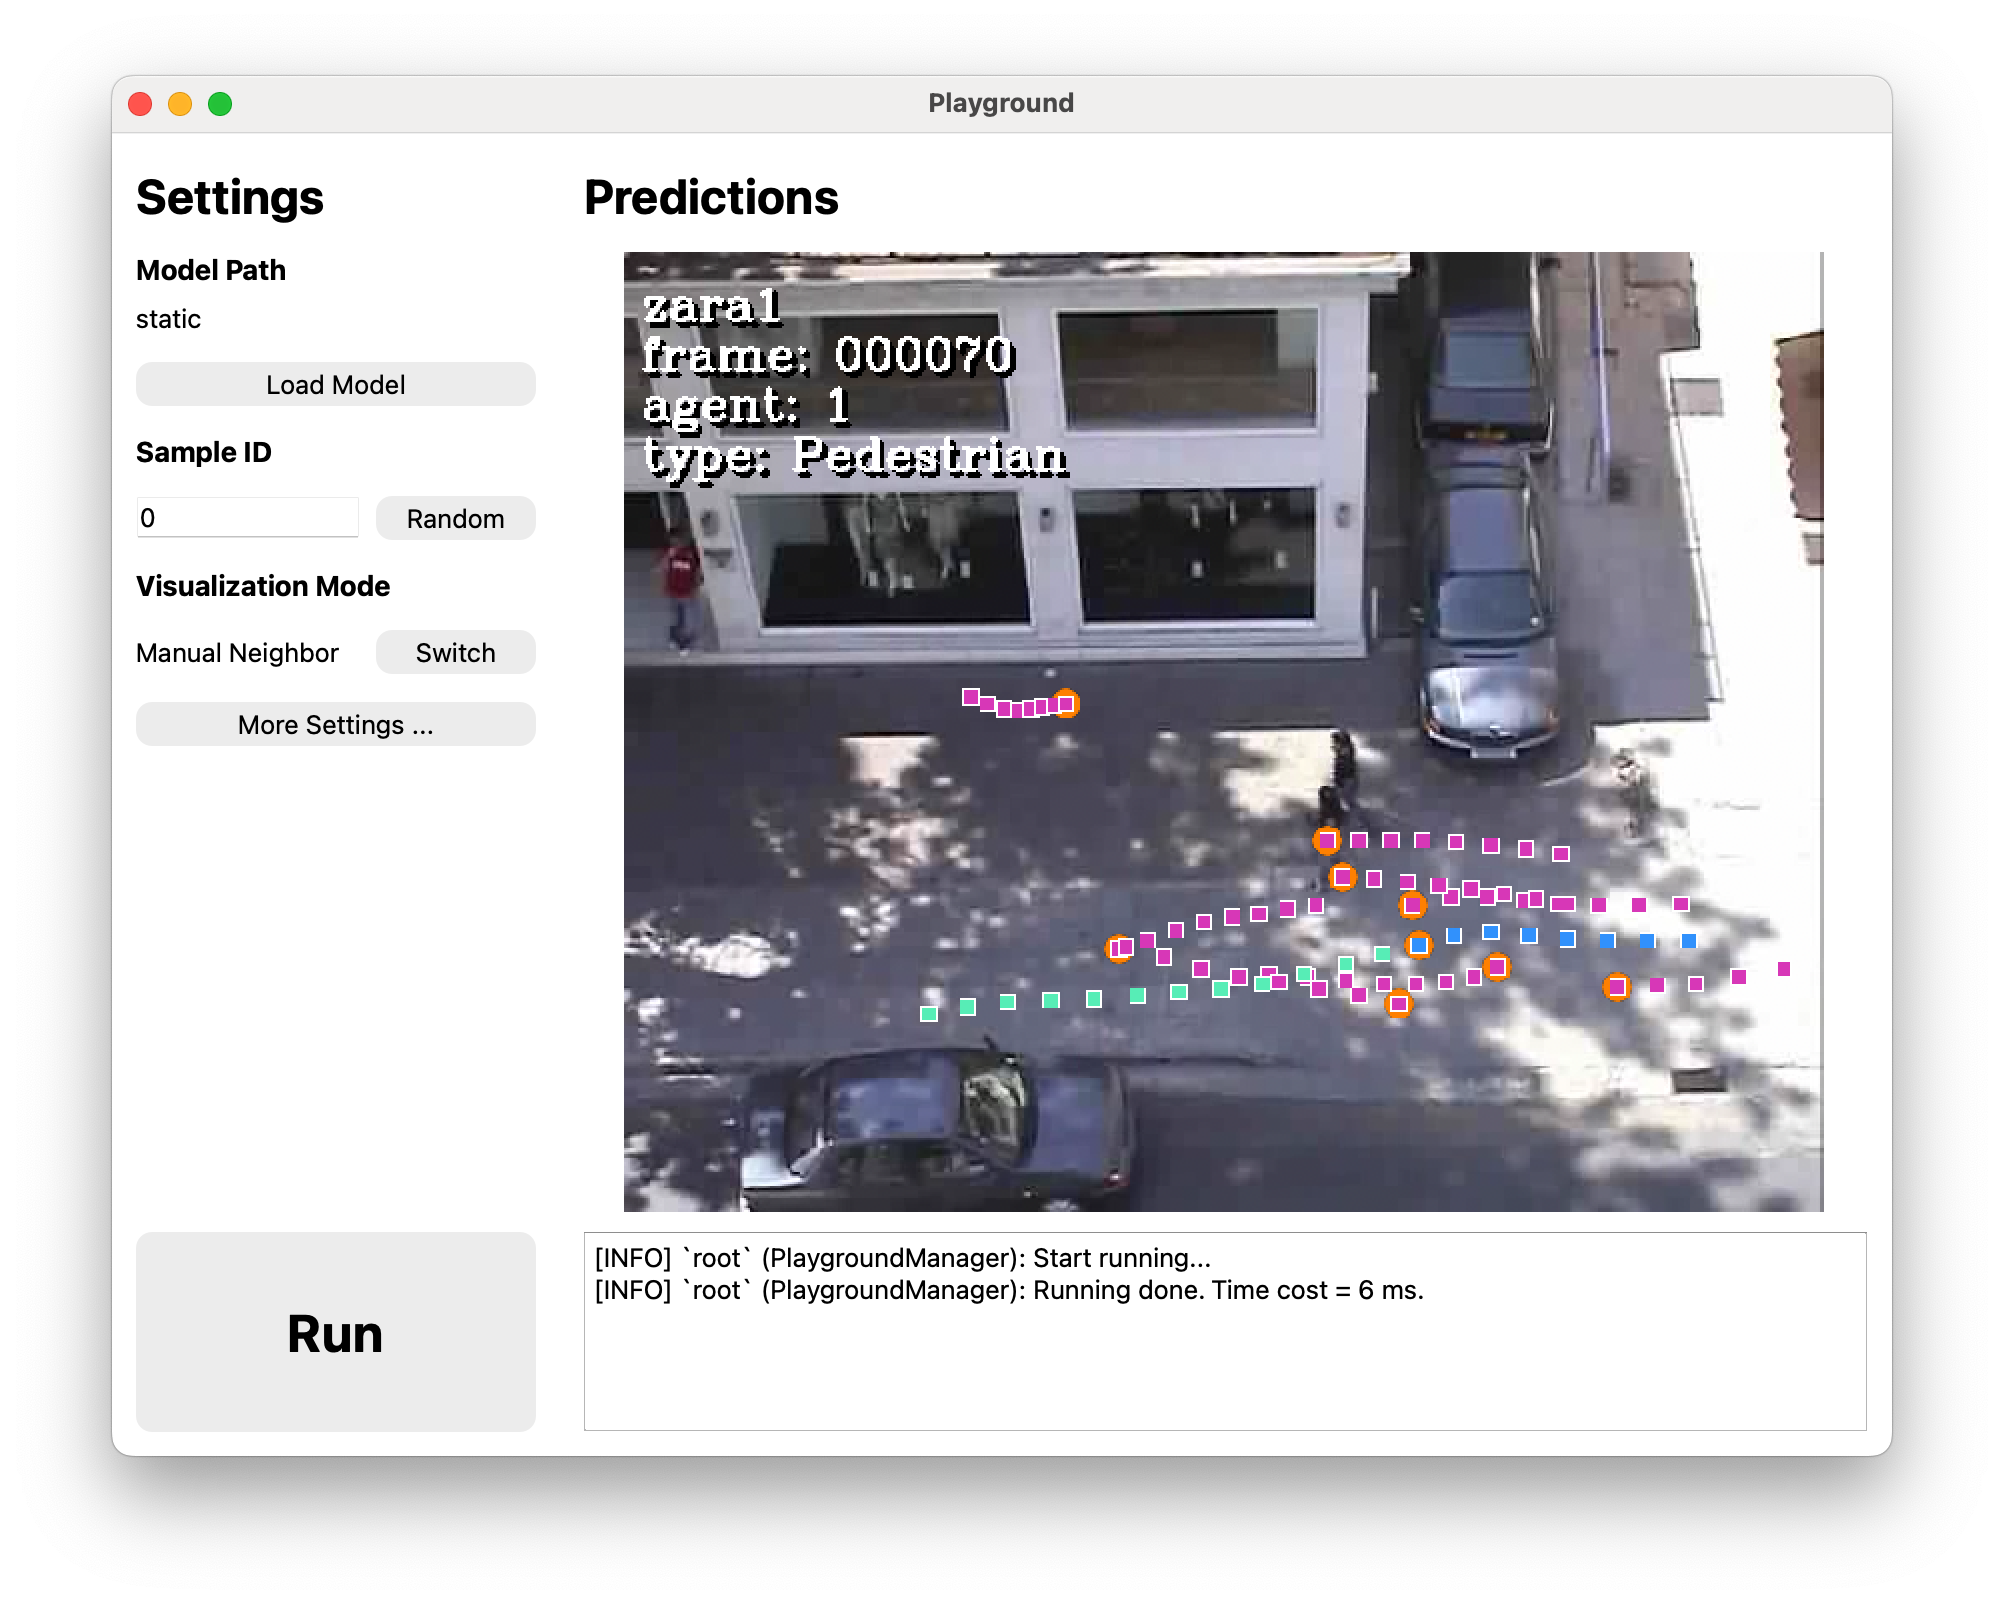 Playground
Settings
Model Path
static
Load Model
Sample ID
0
Random
Visualization Mode
Manual Neighbor
Switch
More Settings ...
Run
Predictions
zara1
frame: 000070
agent: 1
type: Pedestrian
[INFO] `root` (PlaygroundManager): Start running...
[INFO] `root` (PlaygroundManager): Running done. Time cost = 6 ms.